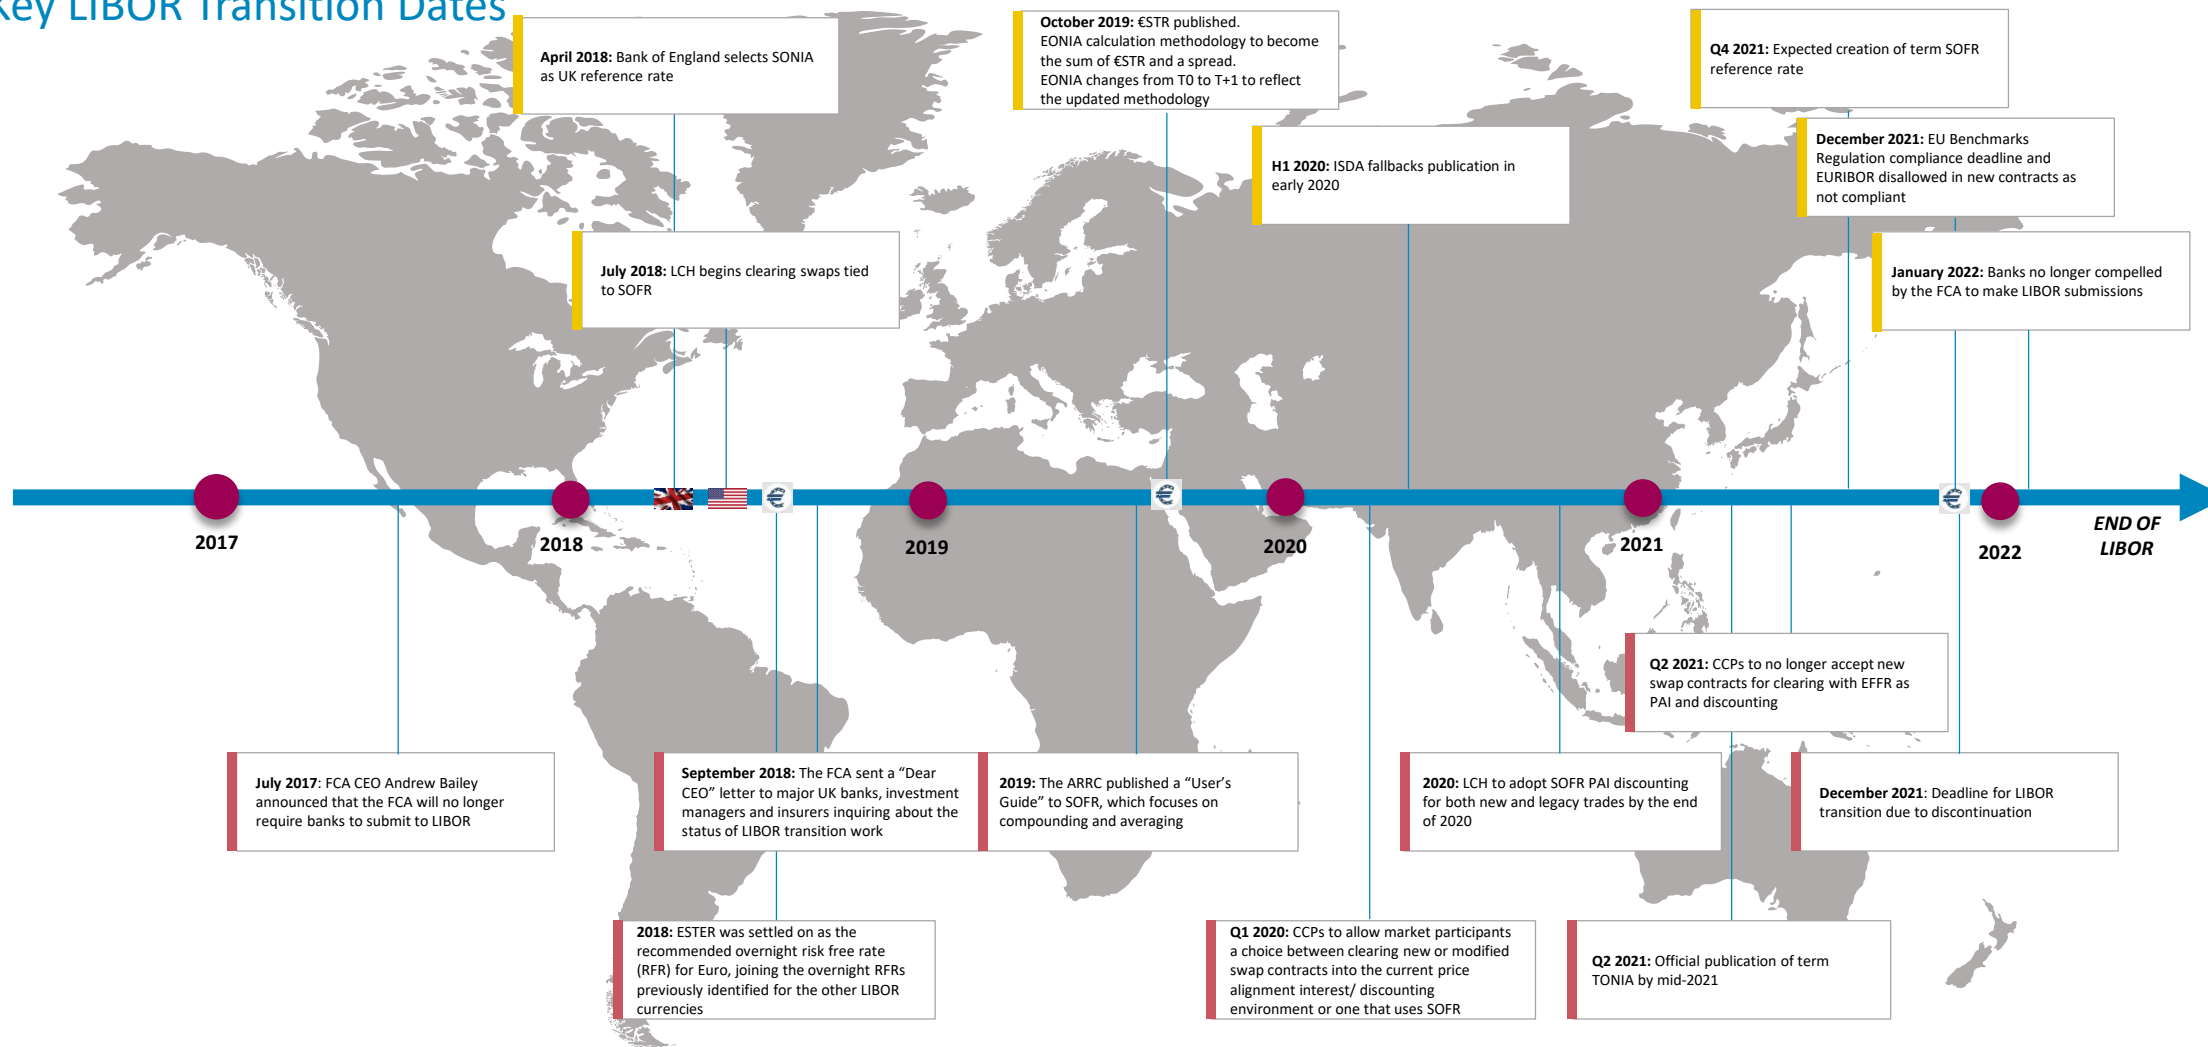 Key LIBOR Transition Dates
April 2018: Bank of England selects SONIA
as UK reference rate
October 2019: €STR published.
EONIA calculation methodology to become
the sum of €STR and a spread.
EONIA changes from T0 to T+1 to reflect
the updated methodology
Q4 2021: Expected creation of term SOFR
reference rate
H1 2020: ISDA fallbacks publication in
early 2020
December 2021: EU Benchmarks
Regulation compliance deadline and
EURIBOR disallowed in new contracts as
not compliant
July 2018: LCH begins clearing swaps tied
to SOFR
January 2022: Banks no longer compelled
by the FCA to make LIBOR submissions
€
€
€
2017
2018
2019
2020
2021
2022
END OF
LIBOR
Q2 2021: CCPs to no longer accept new
swap contracts for clearing with EFFR as
PAI and discounting
July 2017: FCA CEO Andrew Bailey
announced that the FCA will no longer
require banks to submit to LIBOR
September 2018: The FCA sent a “Dear
CEO” letter to major UK banks, investment
managers and insurers inquiring about the
status of LIBOR transition work
2019: The ARRC published a “User’s
Guide” to SOFR, which focuses on
compounding and averaging
2020: LCH to adopt SOFR PAI discounting
for both new and legacy trades by the end
of 2020
December 2021: Deadline for LIBOR
transition due to discontinuation
2018: ESTER was settled on as the
recommended overnight risk free rate
(RFR) for Euro, joining the overnight RFRs
previously identified for the other LIBOR
currencies
Q1 2020: CCPs to allow market participants
a choice between clearing new or modified
swap contracts into the current price
alignment interest/ discounting
environment or one that uses SOFR
Q2 2021: Official publication of term
TONIA by mid-2021